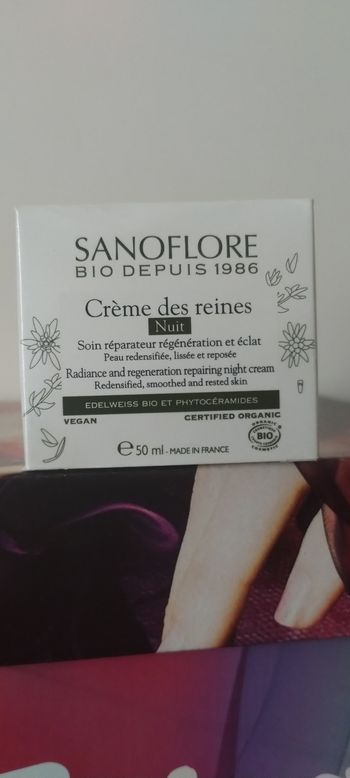 SANOFLORE
BIO DEPUIS 1986
Crème des reines
Nuit
Soin réparateur régénération et éclat
Peau redensifiée, lissée et reposée
Radiance and regeneration repairing night cream
Redensified, smoothed and rested skin
EDELWEISS BIO ET PHYTOCÉRAMIDES
VEGAN
CERTIFIED ORGANIC
℮50 ml - MADE IN FRANCE
BIO